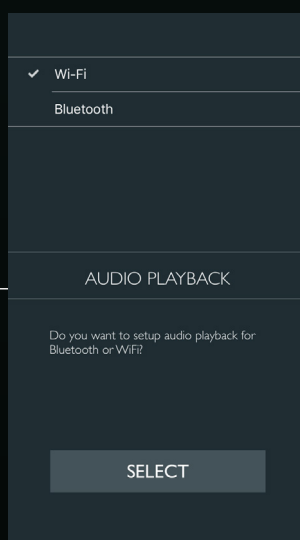 Wi-Fi
Bluetooth
AUDIO PLAYBACK
Do you want to setup audio playback for
Bluetooth or WiFi?
SELECT